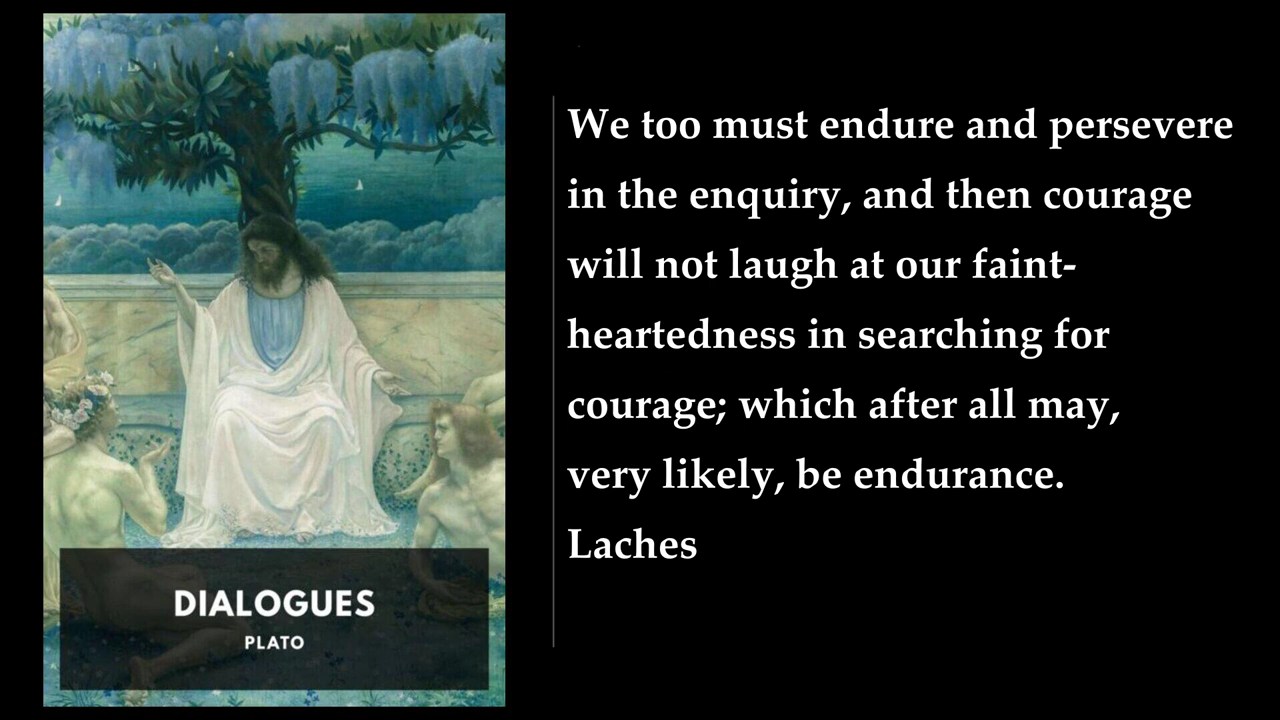 DIALOGUES
PLATO
We too must endure and persevere
in the enquiry, and then courage
will not laugh at our faint-
heartedness in searching for
courage; which after all may,
very likely, be endurance.
Laches